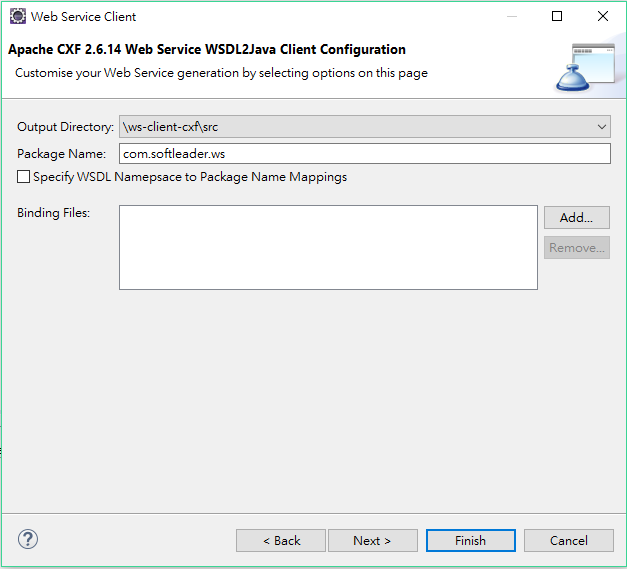 Web Service Client
Apache CXF 2.6.14 Web Service WSDL2Java Client Configuration
Customise your Web Service generation by selecting options on this page
Output Directory: \ws-client-cxf\src
Package Name: com.softleader.ws
Specify WSDL Namepsace to Package Name Mappings
Binding Files:
Add...
Remove...
?
< Back Next > Finish Cancel